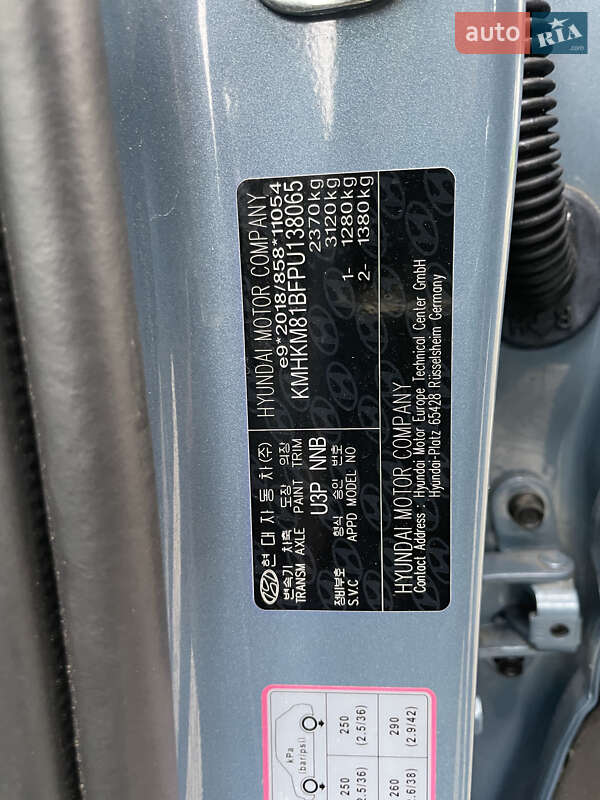 auto RIA.com
HYUNDAI MOTOR COMPANY
e9*2018/858*11054
KMHKM81BFPU138065
2370kg
3120kg
1- 1280kg
2- 1380kg
현대자동차(주)
변속기 차축 도장 의장
TRANSM AXLE PAINT TRIM
U3P NNB
형식 승인 번호
APPD MODEL NO
정비부호
S.V.C
HYUNDAI MOTOR COMPANY
Contact Address : Hyundai Motor Europe Technical Center GmbH
Hyundai-Platz 65428 Rüsselsheim Germany
kPa
(bar/psi)
250
(2.5/36)
290
(2.9/42)
250
260